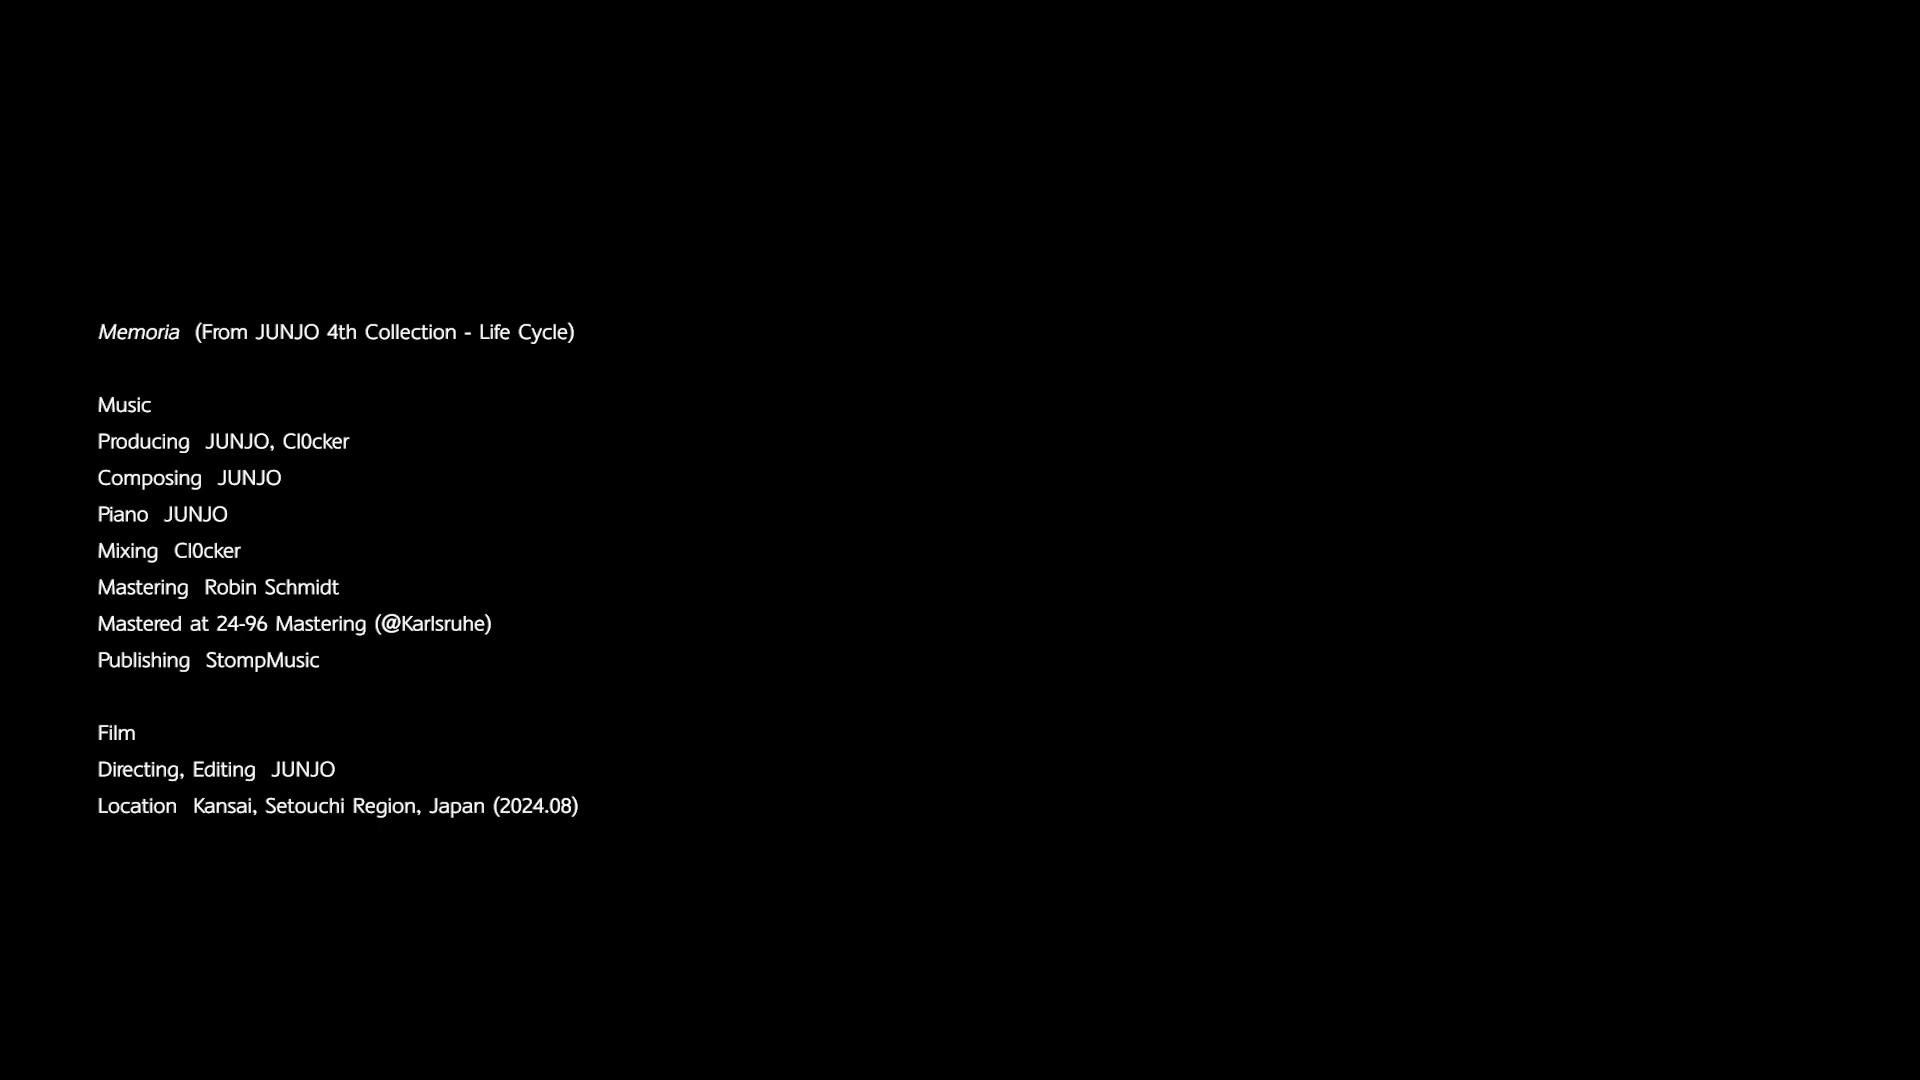 Memoria (From JUNJO 4th Collection - Life Cycle)
Music
Producing JUNJO, Cl0cker
Composing JUNJO
Piano JUNJO
Mixing Cl0cker
Mastering Robin Schmidt
Mastered at 24-96 Mastering (@Karlsruhe)
Publishing StompMusic
Film
Directing, Editing JUNJO
Location Kansai, Setouchi Region, Japan (2024.08)